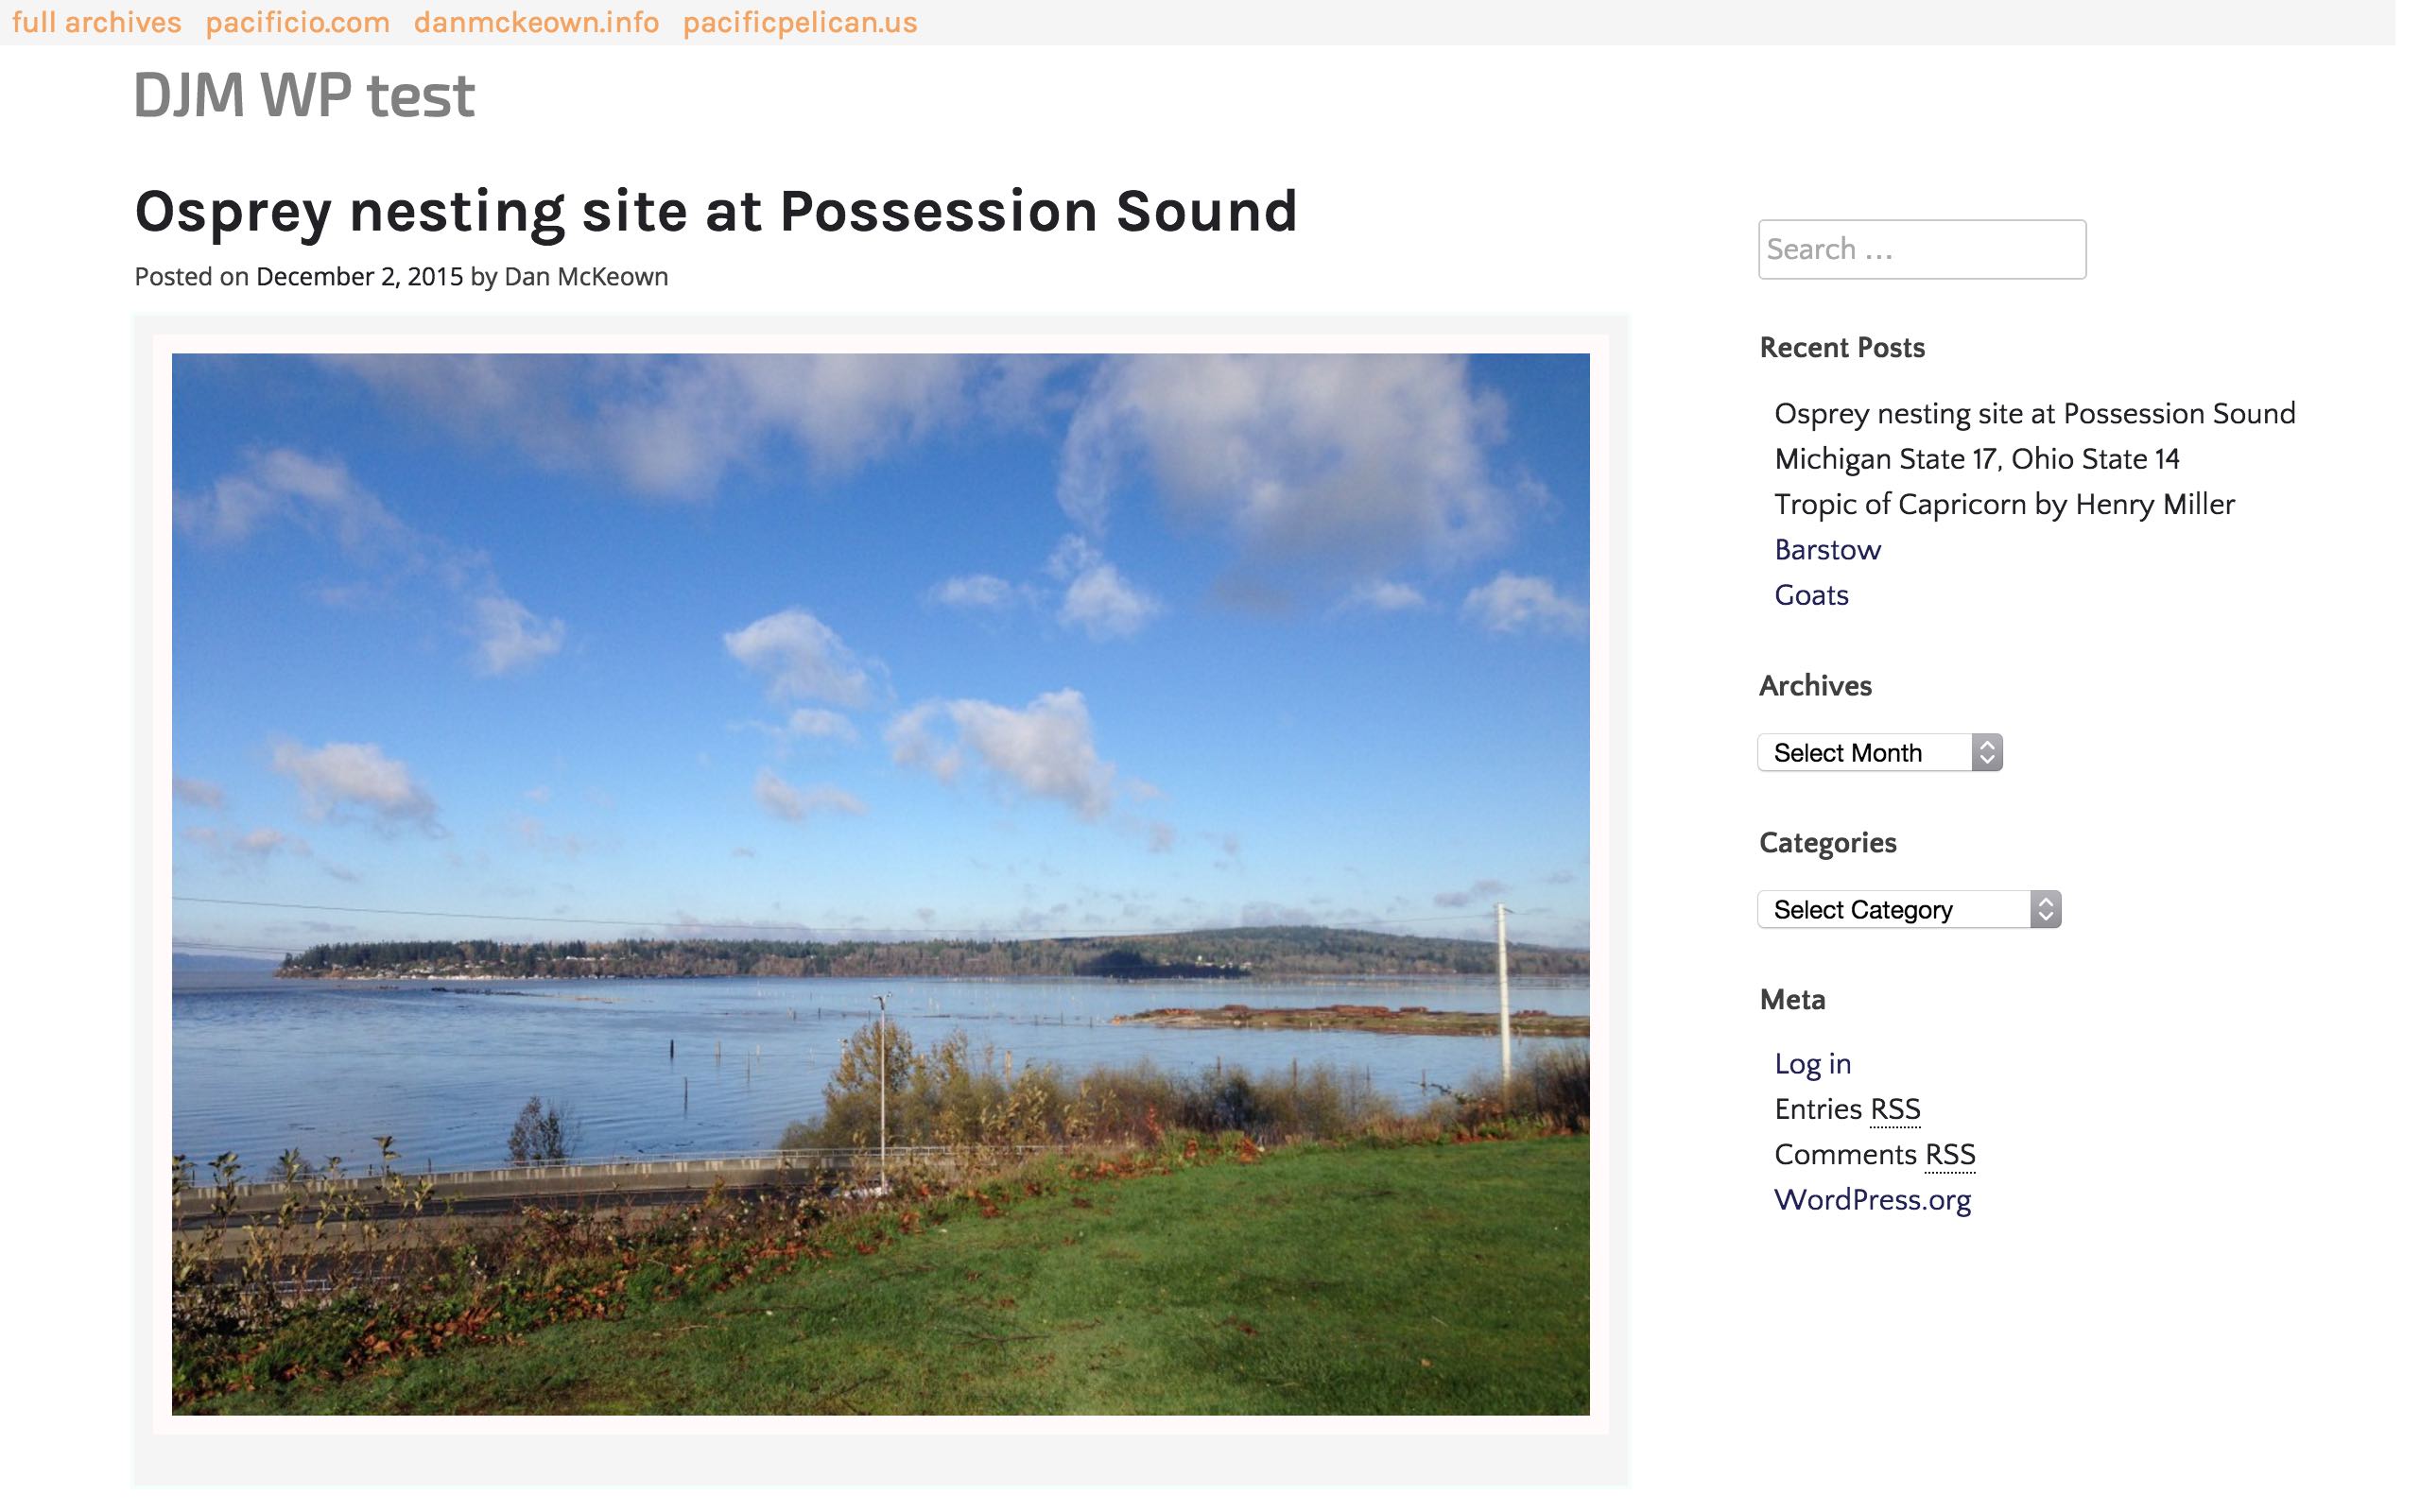 full archives pacificio.com danmckeown.info pacificpelican.us
DJM WP test
Osprey nesting site at Possession Sound
Posted on December 2, 2015 by Dan McKeown
Search ...
Recent Posts
Osprey nesting site at Possession Sound
Michigan State 17, Ohio State 14
Tropic of Capricorn by Henry Miller
Barstow
Goats
Archives
Select Month
Categories
Select Category
Meta
Log in
Entries RSS
Comments RSS
WordPress.org